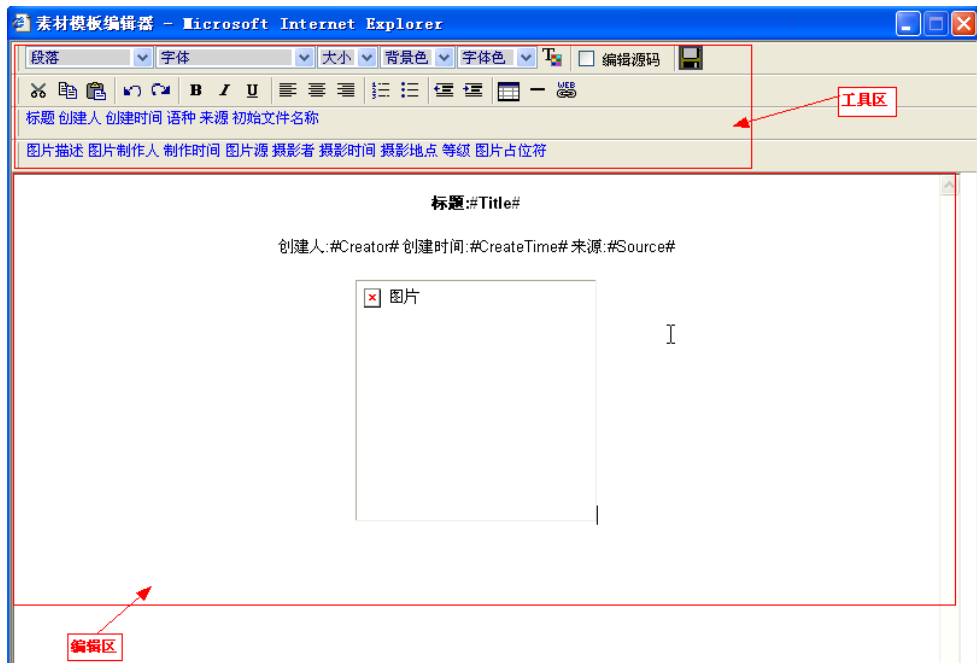 素材模板编辑器 - Microsoft Internet Explorer
段落 字体 大小 背景色 字体色 编辑源码
B I U WEB
工具区
标题 创建人 创建时间 语种 来源 初始文件名称
图片描述 图片制作人 制作时间 图片源 摄影者 摄影时间 摄影地点 等级 图片占位符
标题:#Title#
创建人:#Creator# 创建时间:#CreateTime# 来源:#Source#
图片
编辑区